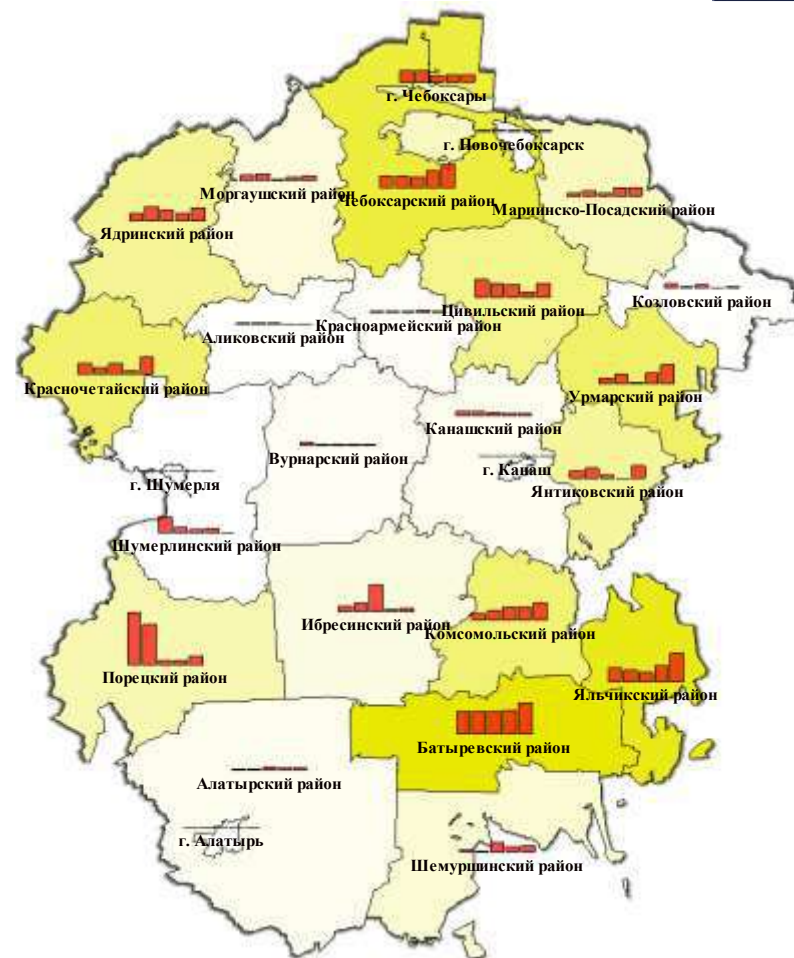 г. Чебоксары
г. Новочебоксарск
Моргаушский район
Чебоксарский район
Мариинско-Посадский район
Ядринский район
Цивильский район
Козловский район
Красноармейский район
Аликовский район
Красночетайский район
Урмарский район
Канашский район
Вурнарский район
г. Канаш
г. Шумерля
Янтиковский район
Шумерлинский район
Ибресинский район
Комсомольский район
Порецкий район
Яльчикский район
Батыревский район
Алатырский район
г. Алатырь
Шемуршинский район